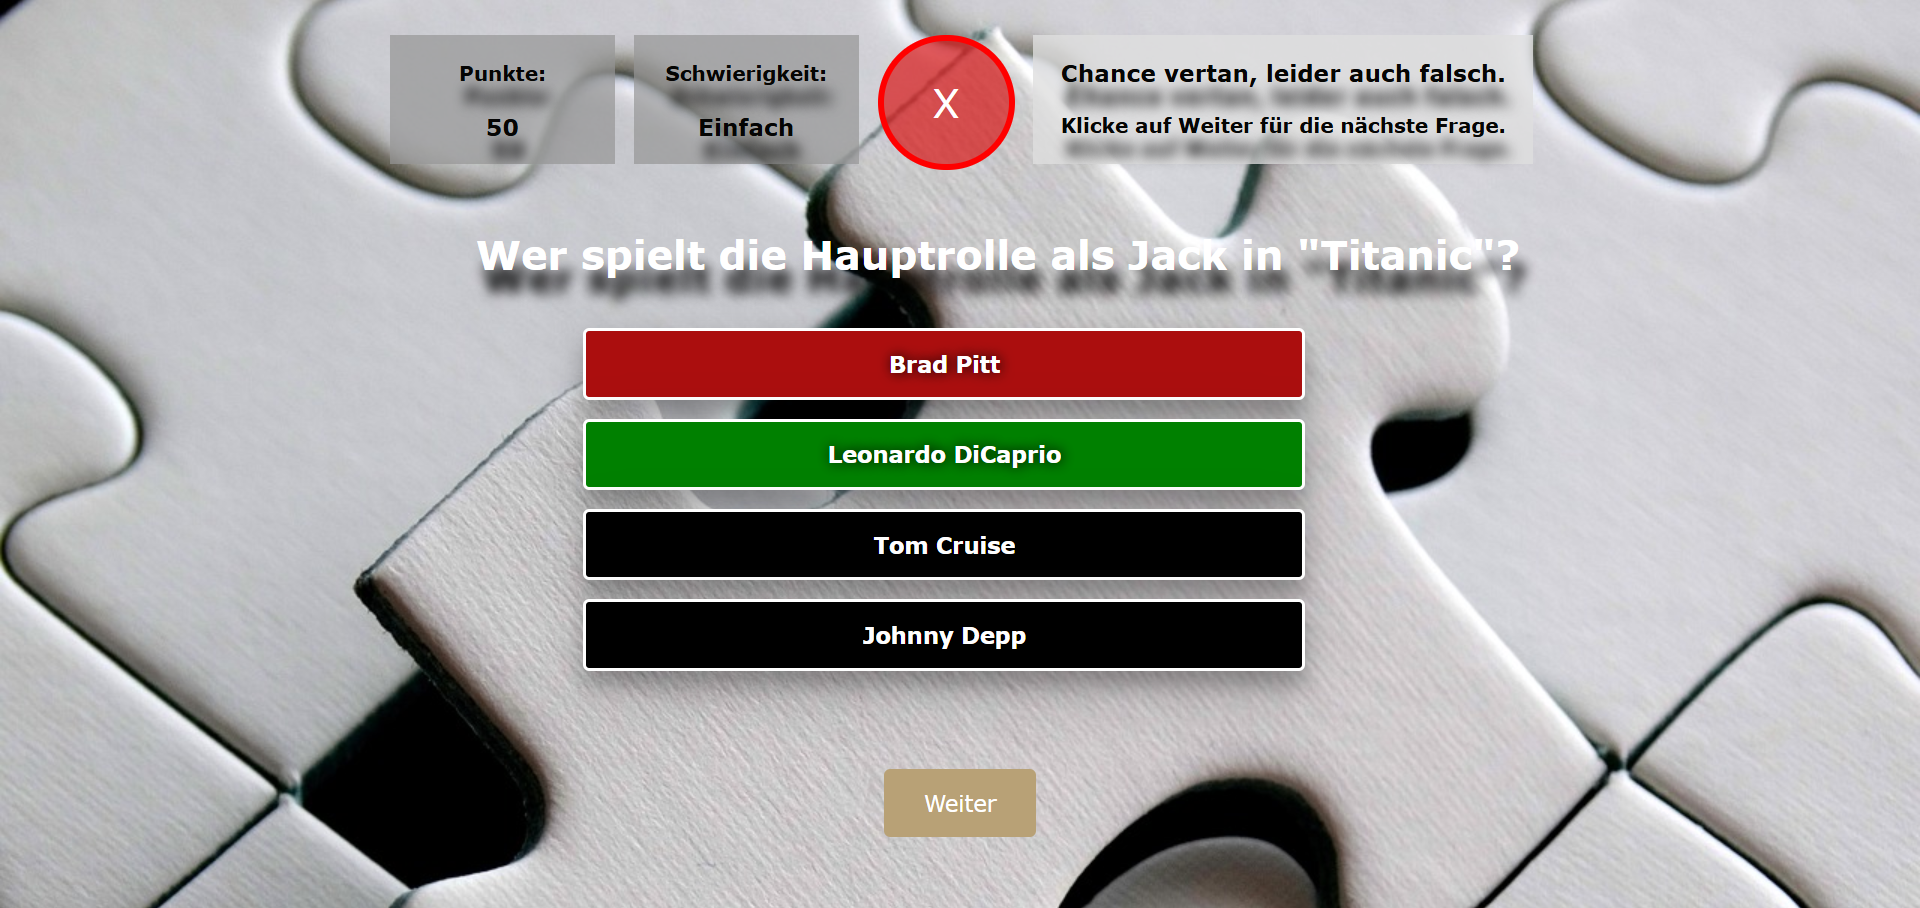 Punkte:
50
Schwierigkeit:
Einfach
X
Chance vertan, leider auch falsch.
Klicke auf Weiter für die nächste Frage.
Wer spielt die Hauptrolle als Jack in "Titanic"?
Brad Pitt
Leonardo DiCaprio
Tom Cruise
Johnny Depp
Weiter